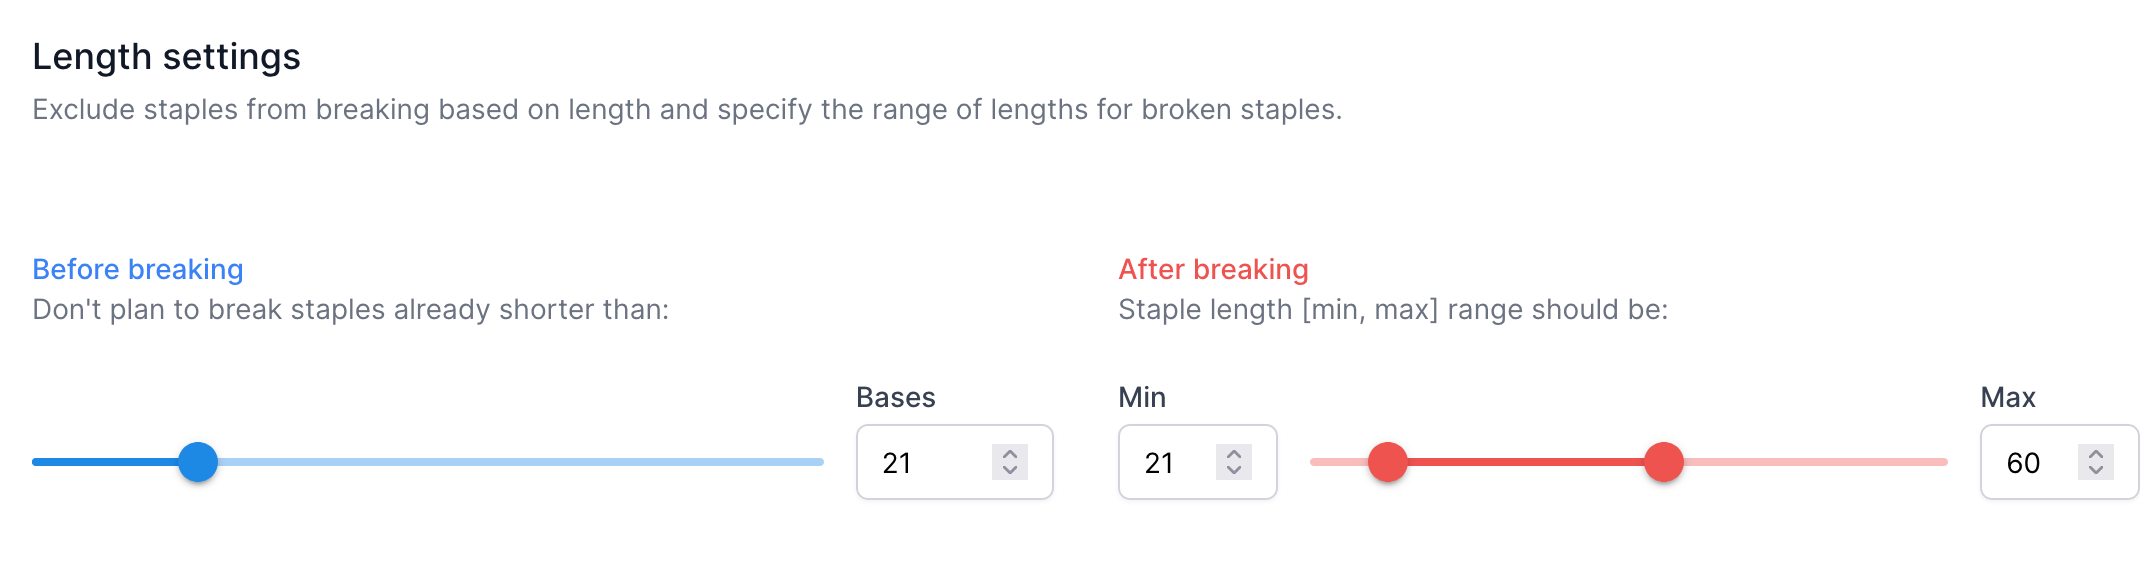 Length settings
Exclude staples from breaking based on length and specify the range of lengths for broken staples.
Before breaking
Don't plan to break staples already shorter than:
Bases
21
After breaking
Staple length [min, max] range should be:
Min
21
Max
60